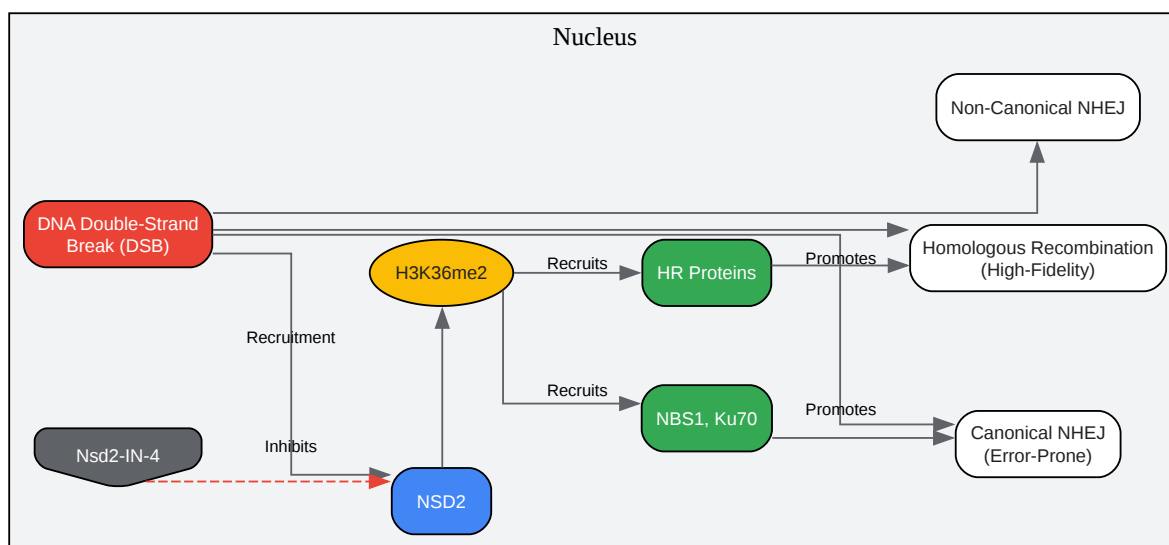 Nucleus
Non-Canonical NHEJ
DNA Double-Strand
Break (DSB)
Homologous Recombination
(High-Fidelity)
H3K36me2
Recruits
HR Proteins
Promotes
Recruitment
Recruits
NBS1, Ku70
Promotes
Canonical NHEJ
(Error-Prone)
Nsd2-IN-4
Inhibits
NSD2